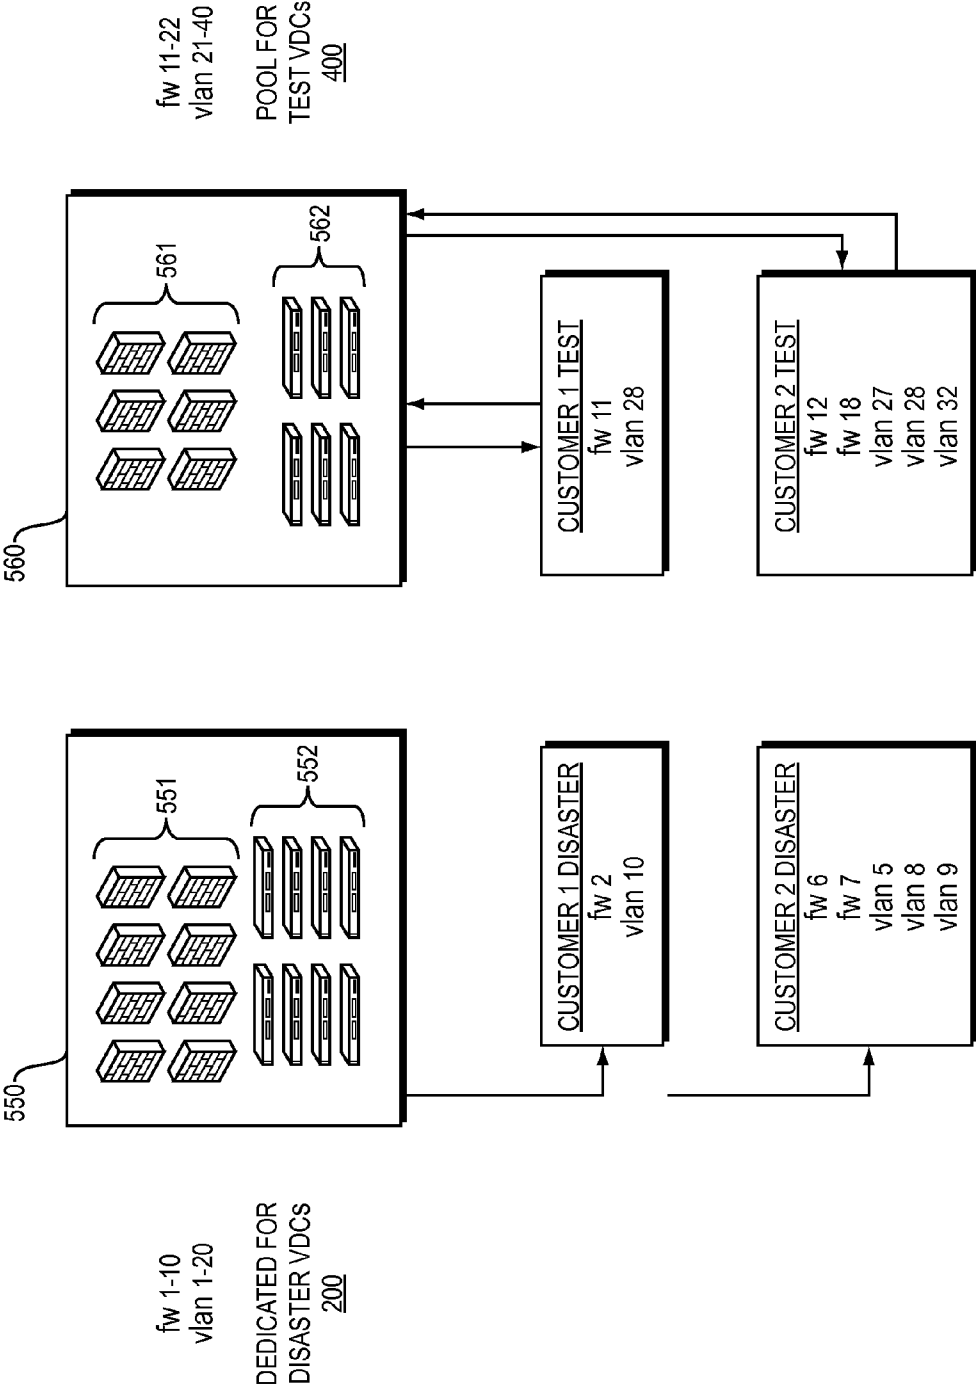 fw 1-10
vlan 1-20
DEDICATED FOR
DISASTER VDCs
200
550
551
552
CUSTOMER 1 DISASTER
fw 2
vlan 10
CUSTOMER 2 DISASTER
fw 6
fw 7
vlan 5
vlan 8
vlan 9
560
561
562
CUSTOMER 1 TEST
fw 11
vlan 28
CUSTOMER 2 TEST
fw 12
fw 18
vlan 27
vlan 28
vlan 32
fw 11-22
vlan 21-40
POOL FOR
TEST VDCs
400